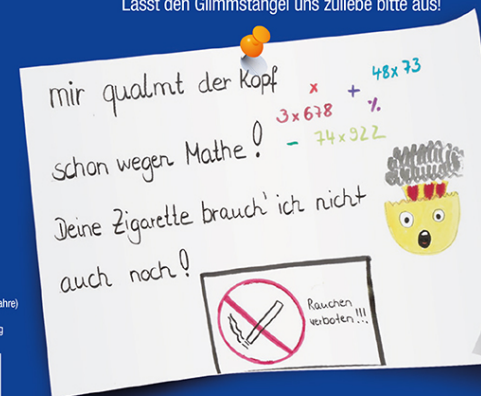 Lasst den Glimmstängel uns zuliebe bitte aus!
mir qualmt der Kopf
x + 48x73
3x678 %
- 74x922
schon wegen Mathe!
Deine Zigarette brauch' ich nicht
auch noch!
Rauchen
verboten!!!
ahre)
g